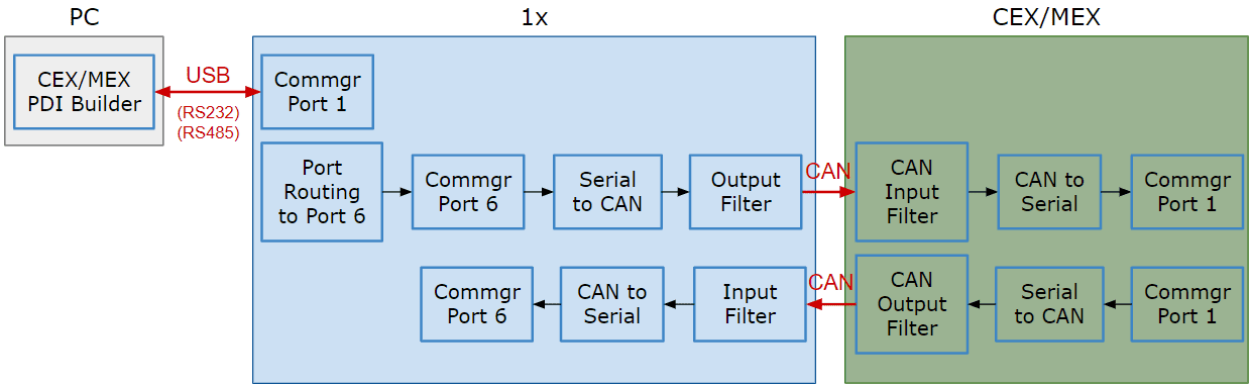 PC
1x
CEX/MEX
CEX/MEX
PDI Builder
USB
(RS232)
(RS485)
Commgr
Port 1
Port
Routing
to Port 6
Commgr
Port 6
Serial
to CAN
Output
Filter
CAN
CAN
Input
Filter
CAN to
Serial
Commgr
Port 1
Commgr
Port 6
CAN to
Serial
Input
Filter
CAN
CAN
Output
Filter
Serial
to CAN
Commgr
Port 1